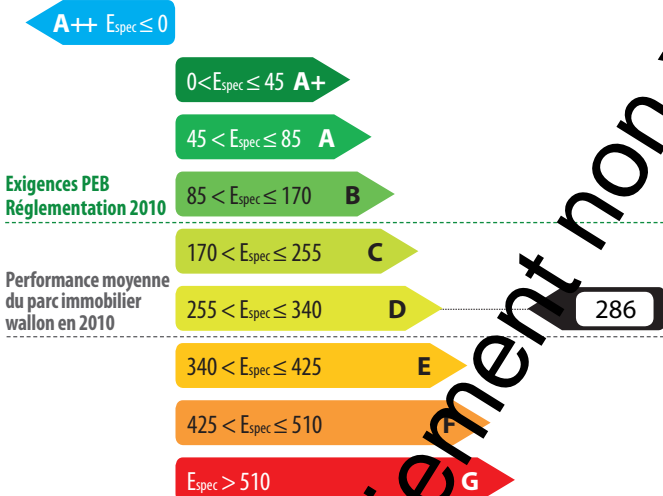 A++ Espec ≤ 0
0<Espec ≤ 45 A+
45 < Espec ≤ 85 A
Exigences PEB
Réglementation 2010
85 < Espec ≤ 170 B
170 < Espec ≤ 255 C
Performance moyenne
du parc immobilier
wallon en 2010
255 < Espec ≤ 340 D
286
340 < Espec ≤ 425 E
425 < Espec ≤ 510 F
Espec > 510 G
ement non